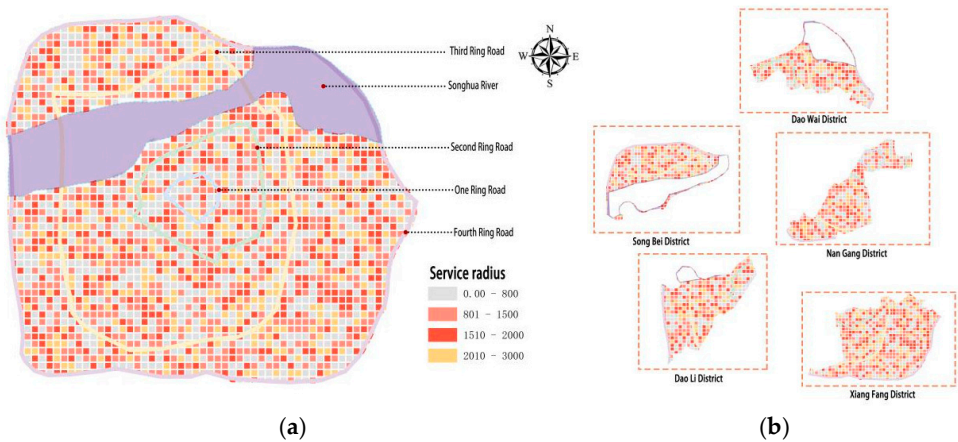 Third Ring Road
Songhua River
Second Ring Road
One Ring Road
Fourth Ring Road
Service radius
0.00 - 800
801 - 1500
1510 - 2000
2010 - 3000
N
W E
S
Dao Wai District
Song Bei District
Nan Gang District
Dao Li District
Xiang Fang District
(a)
(b)